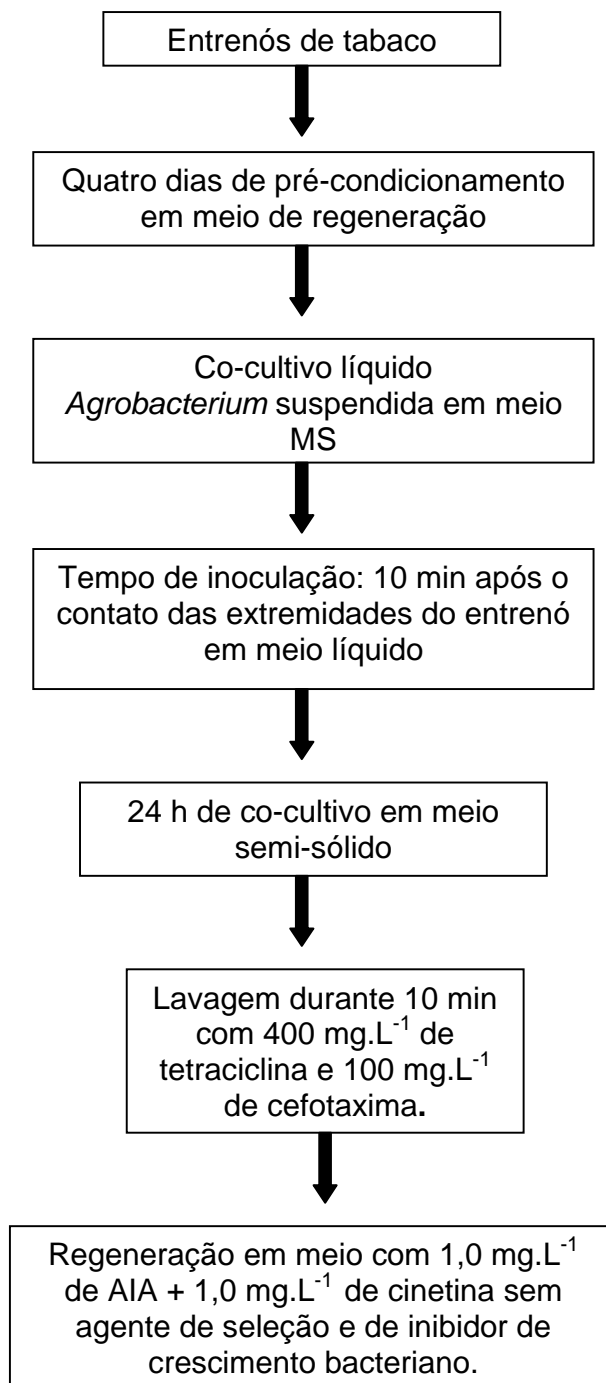 Entrenós de tabaco
Quatro dias de pré-condicionamento
em meio de regeneração
Co-cultivo líquido
Agrobacterium suspendida em meio
MS
Tempo de inoculação: 10 min após o
contato das extremidades do entrenó
em meio líquido
24 h de co-cultivo em meio
semi-sólido
Lavagem durante 10 min
com 400 mg.L⁻¹ de
tetraciclina e 100 mg.L⁻¹
de cefotaxima.
Regeneração em meio com 1,0 mg.L⁻¹
de AIA + 1,0 mg.L⁻¹ de cinetina sem
agente de seleção e de inibidor de
crescimento bacteriano.